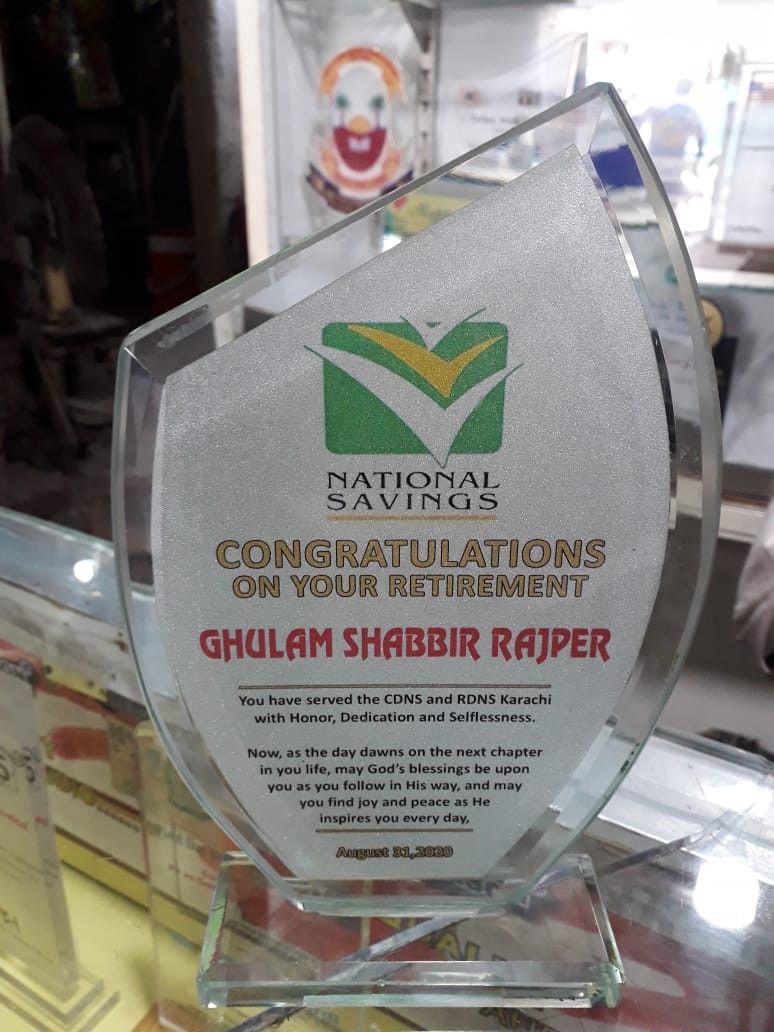 NATIONAL
SAVINGS
CONGRATULATIONS
ON YOUR RETIREMENT
GHULAM SHABBIR RAJPER
You have served the CDNS and RDNS Karachi
with Honor, Dedication and Selflessness.
Now, as the day dawns on the next chapter
in you life, may God's blessings be upon
you as you follow in His way, and may
you find joy and peace as He
inspires you every day,
August 31,2020